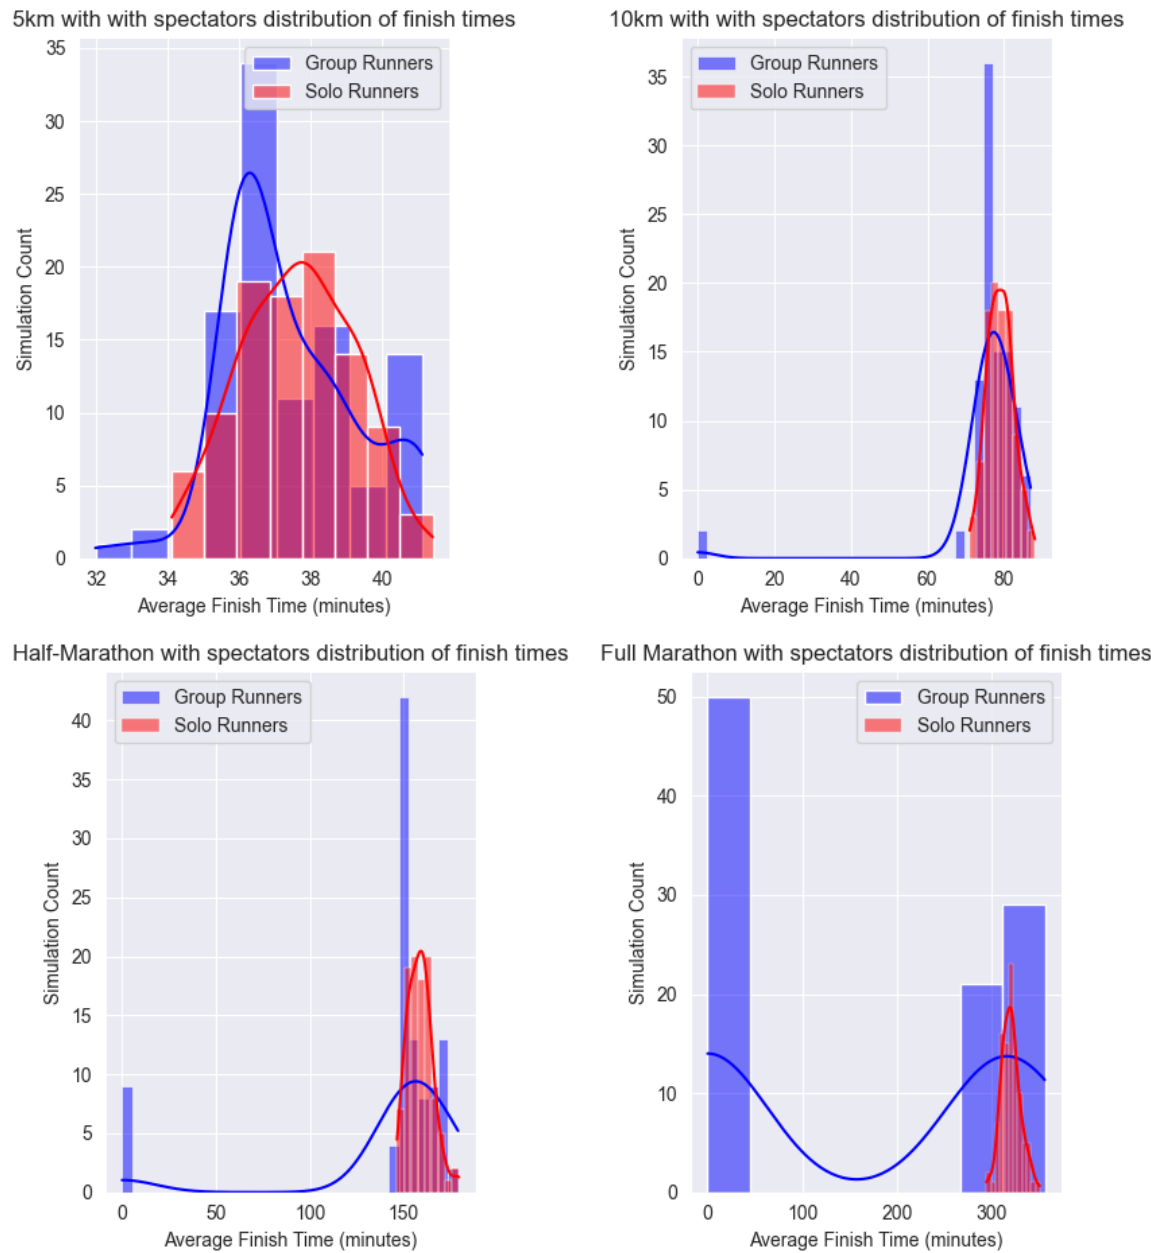 5km with with spectators distribution of finish times
35
30
25
20
15
10
5
0
Simulation Count
Group Runners
Solo Runners
32 34 36 38 40
Average Finish Time (minutes)
10km with with spectators distribution of finish times
35
30
25
20
15
10
5
0
Simulation Count
Group Runners
Solo Runners
0 20 40 60 80
Average Finish Time (minutes)
Half-Marathon with spectators distribution of finish times
40
35
30
25
20
15
10
5
0
Simulation Count
Group Runners
Solo Runners
0 50 100 150
Average Finish Time (minutes)
Full Marathon with spectators distribution of finish times
50
40
30
20
10
0
Simulation Count
Group Runners
Solo Runners
0 100 200 300
Average Finish Time (minutes)